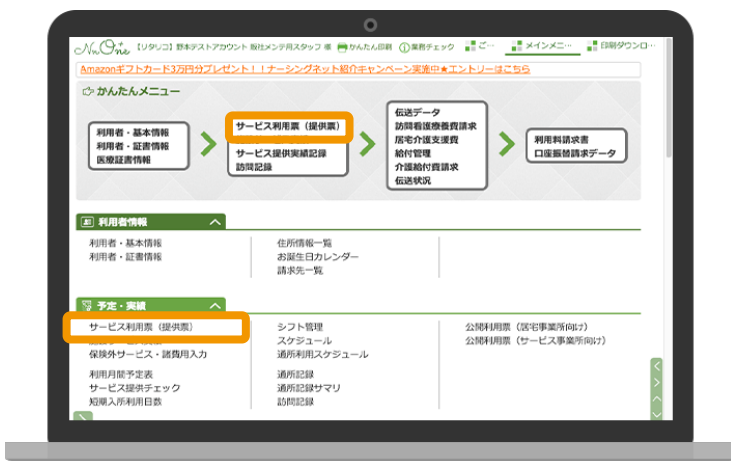 NuOne 【リタリコ】野本テストアカウント 販社メンテ用スタッフ 様 かんたん印刷 業務チェック ご… メインメニ… 印刷ダウンロ…
Amazonギフトカード3万円分プレゼント！！ナーシングネット紹介キャンペーン実施中★エントリーはこちら
かんたんメニュー
利用者・基本情報
利用者・証書情報
医療証書情報
サービス利用票（提供票）
サービス提供実績記録
訪問記録
伝送データ
訪問看護療養費請求
居宅介護支援費
給付管理
介護給付費請求
伝送状況
利用料請求書
口座振替請求データ
利用者情報
利用者・基本情報
利用者・証書情報
住所情報一覧
お誕生日カレンダー
請求先一覧
予定・実績
サービス利用票（提供票）
保険外サービス・諸費用入力
利用月間予定表
サービス提供チェック
短期入所利用日数
シフト管理
スケジュール
通所利用スケジュール
通所記録
通所記録サマリ
訪問記録
公開利用票（居宅事業所向け）
公開利用票（サービス事業所向け）